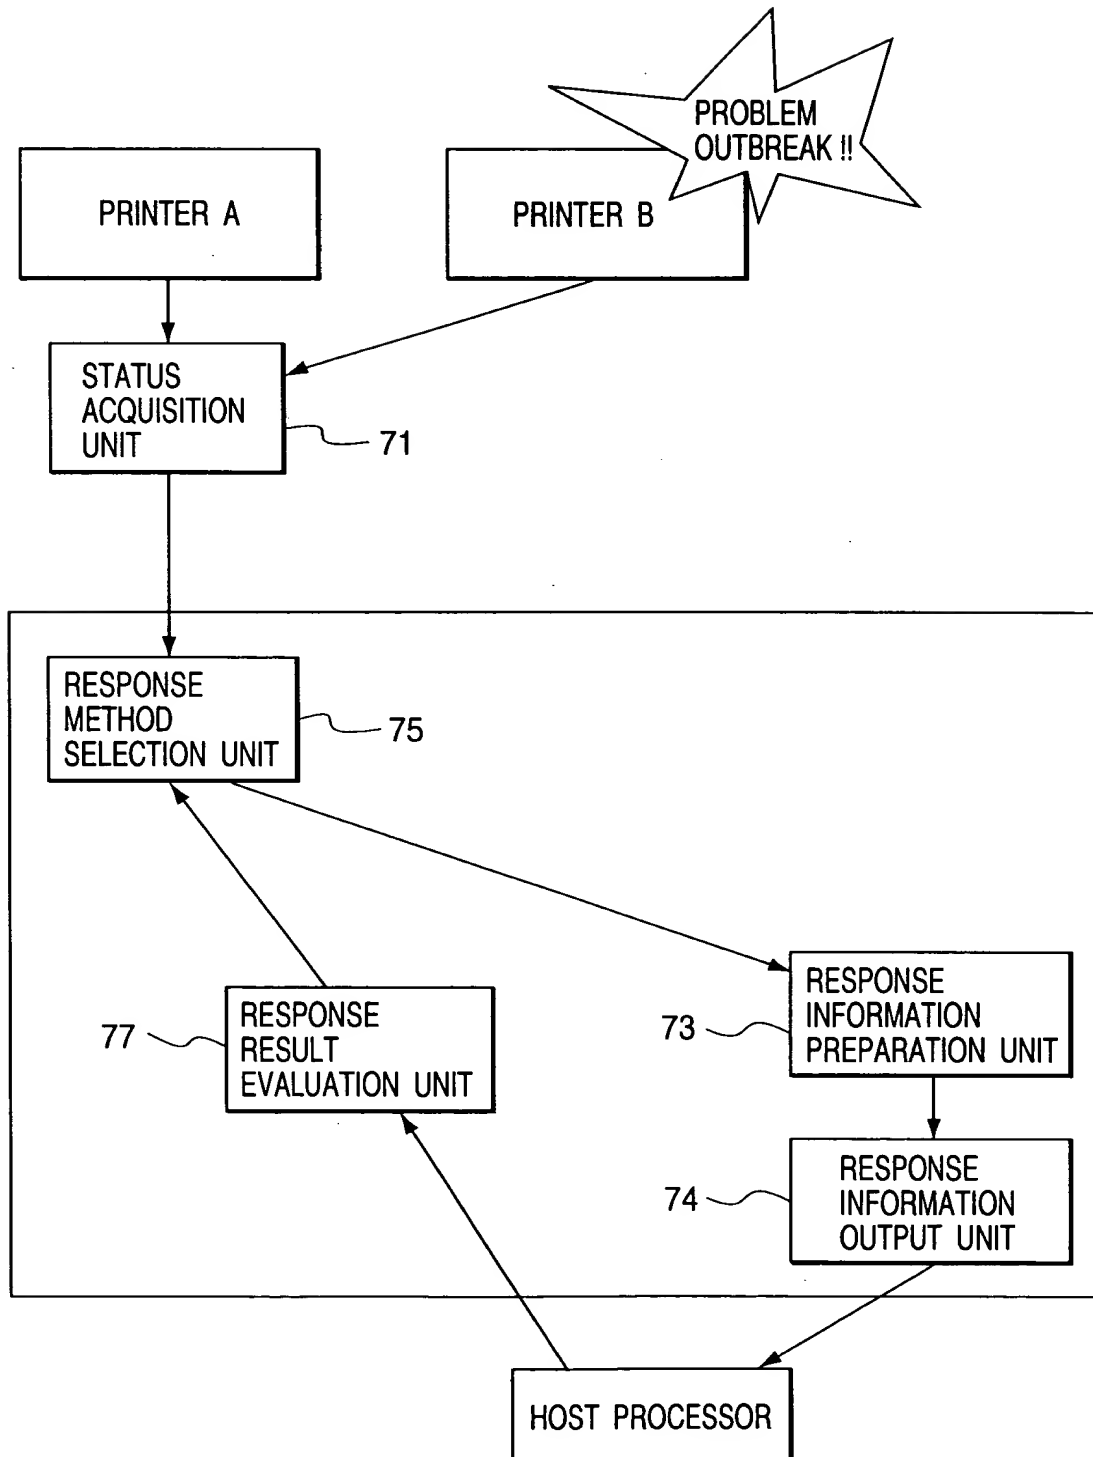 PROBLEM
OUTBREAK !!
PRINTER A
PRINTER B
STATUS
ACQUISITION
UNIT
71
RESPONSE
METHOD
SELECTION UNIT
75
RESPONSE
RESULT
EVALUATION UNIT
77
RESPONSE
INFORMATION
PREPARATION UNIT
73
RESPONSE
INFORMATION
OUTPUT UNIT
74
HOST PROCESSOR